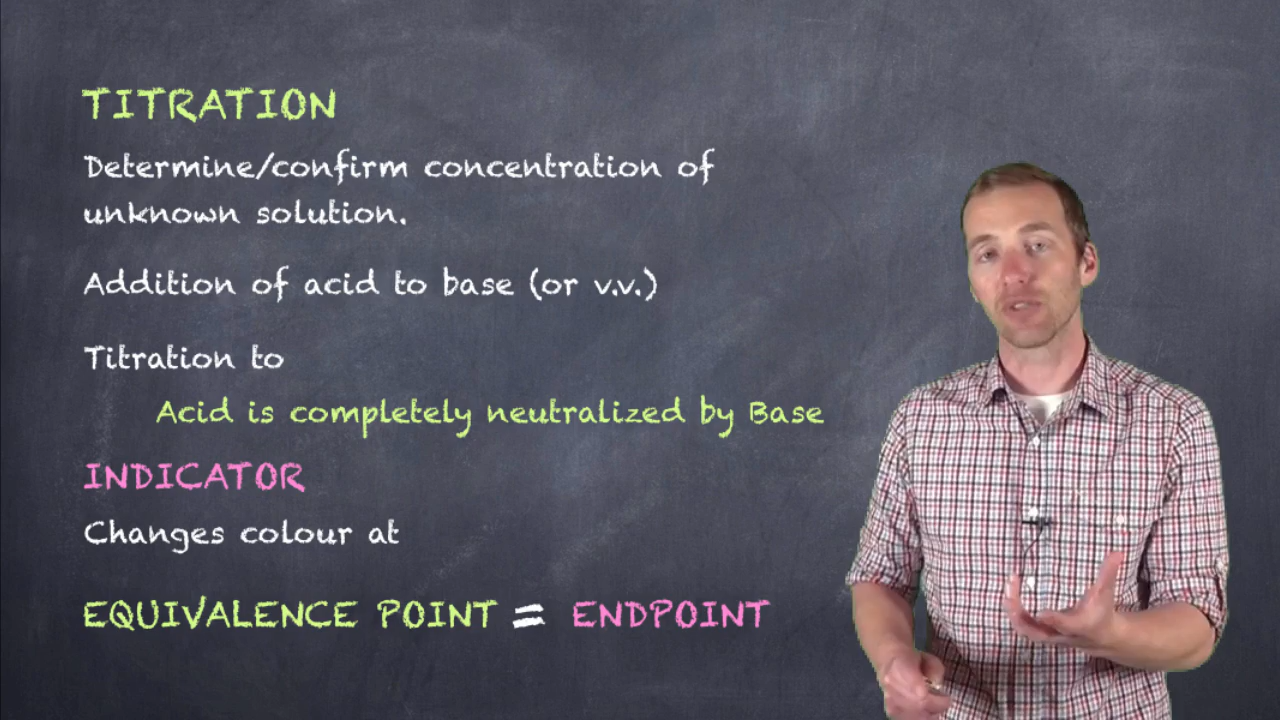 TITRATION
Determine/confirm concentration of
unknown solution.
Addition of acid to base (or v.v.)
Titration to
Acid is completely neutralized by Base
INDICATOR
Changes colour at
EQUIVALENCE POINT = ENDPOINT